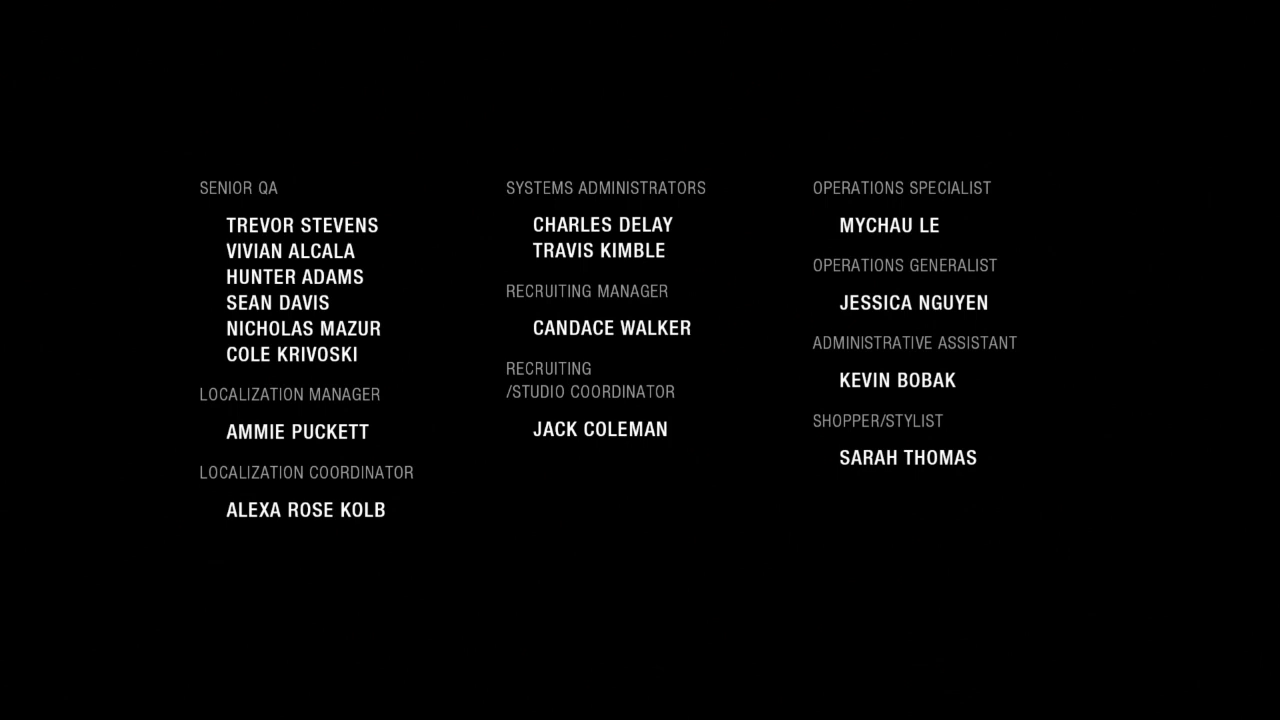 SENIOR QA
TREVOR STEVENS
VIVIAN ALCALA
HUNTER ADAMS
SEAN DAVIS
NICHOLAS MAZUR
COLE KRIVOSKI
LOCALIZATION MANAGER
AMMIE PUCKETT
LOCALIZATION COORDINATOR
ALEXA ROSE KOLB
SYSTEMS ADMINISTRATORS
CHARLES DELAY
TRAVIS KIMBLE
RECRUITING MANAGER
CANDACE WALKER
RECRUITING
/STUDIO COORDINATOR
JACK COLEMAN
OPERATIONS SPECIALIST
MYCHAU LE
OPERATIONS GENERALIST
JESSICA NGUYEN
ADMINISTRATIVE ASSISTANT
KEVIN BOBAK
SHOPPER/STYLIST
SARAH THOMAS